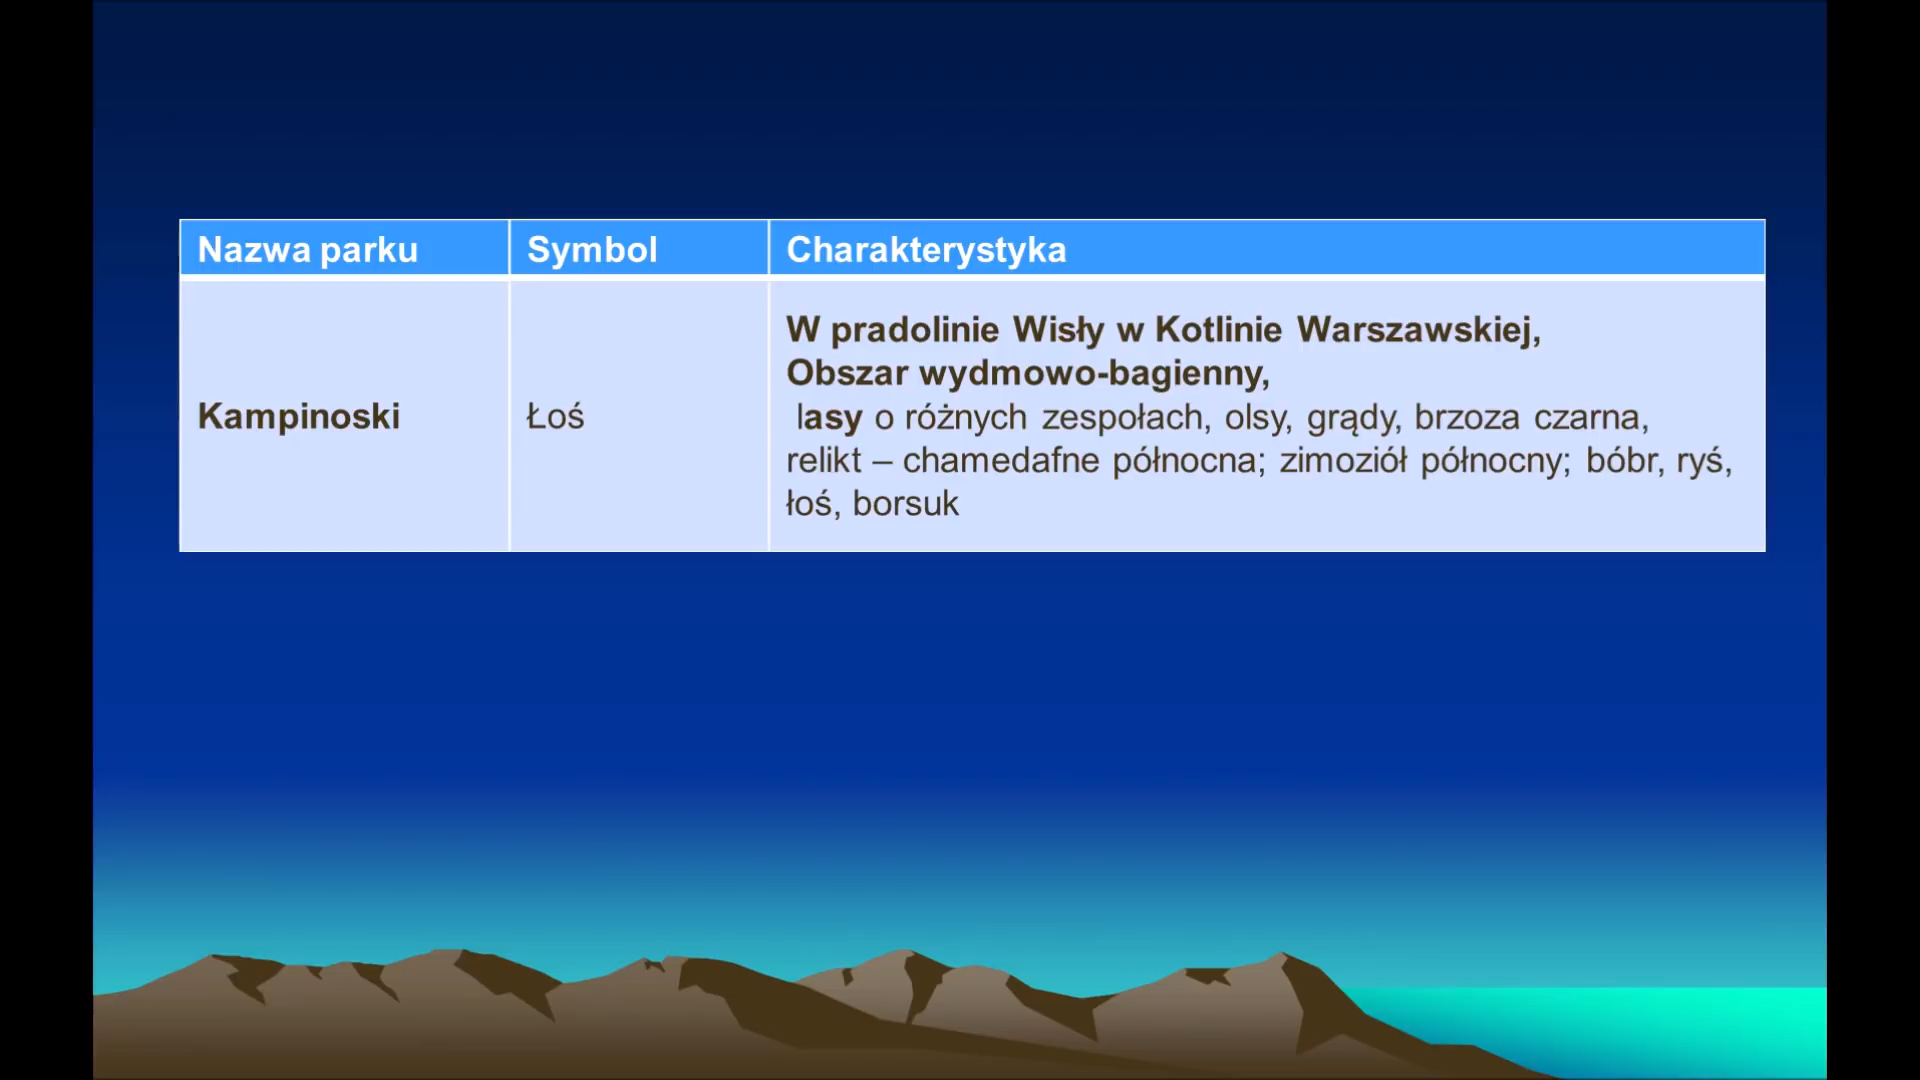 Nazwa parku Symbol Charakterystyka
Kampinoski
Łoś
W pradolinie Wisły w Kotlinie Warszawskiej,
Obszar wydmowo-bagienny,
lasy o różnych zespołach, olsy, grądy, brzoza czarna,
relikt – chamedafne północna; zimoziół północny; bóbr, ryś,
łoś, borsuk